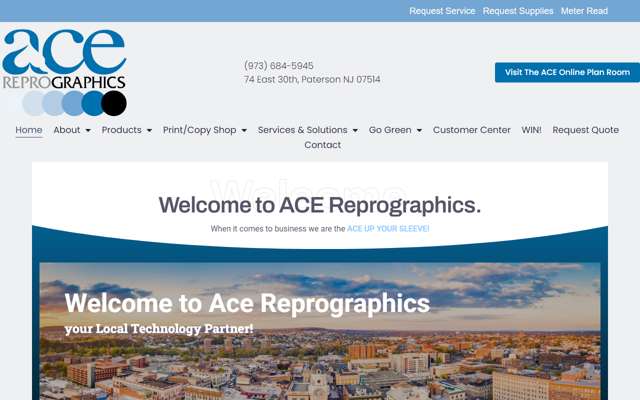 Request Service Request Supplies Meter Read
ace
REPROGRAPHICS
(973) 684-5945
74 East 30th, Paterson NJ 07514
Visit The ACE Online Plan Room
Home About Products Print/Copy Shop Services & Solutions Go Green Customer Center WIN! Request Quote
Contact
Welcome
Welcome to ACE Reprographics.
When it comes to business we are the ACE UP YOUR SLEEVE!
Welcome to Ace Reprographics
your Local Technology Partner!